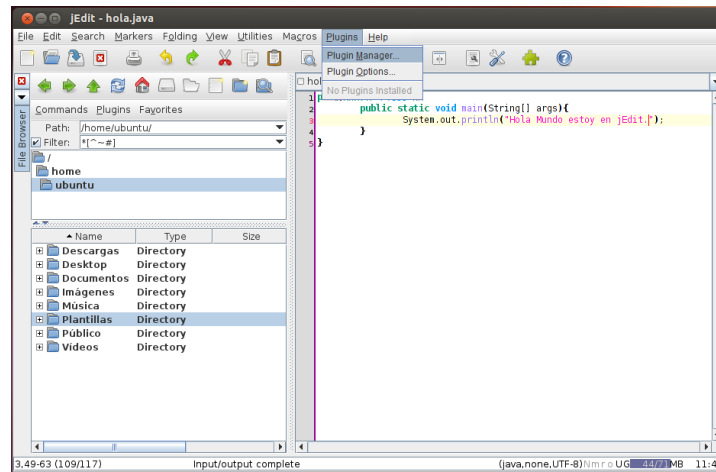 jEdit - hola.java
File Edit Search Markers Folding View Utilities Macros Plugins Help
Plugin Manager...
Plugin Options...
No Plugins Installed
File Browser
Commands Plugins Favorites
Path: /home/ubuntu/
Filter: *[^~#]
/
home
ubuntu
Name Type Size
Descargas Directory
Desktop Directory
Documentos Directory
Imágenes Directory
Música Directory
Plantillas Directory
Público Directory
Vídeos Directory
1
2 public static void main(String[] args){
3 System.out.println("Hola Mundo estoy en jEdit.");
4 }
5 }
3,49-63 (109/117) Input/output complete (java,none,UTF-8)Nmro UG 44/71MB 11:4